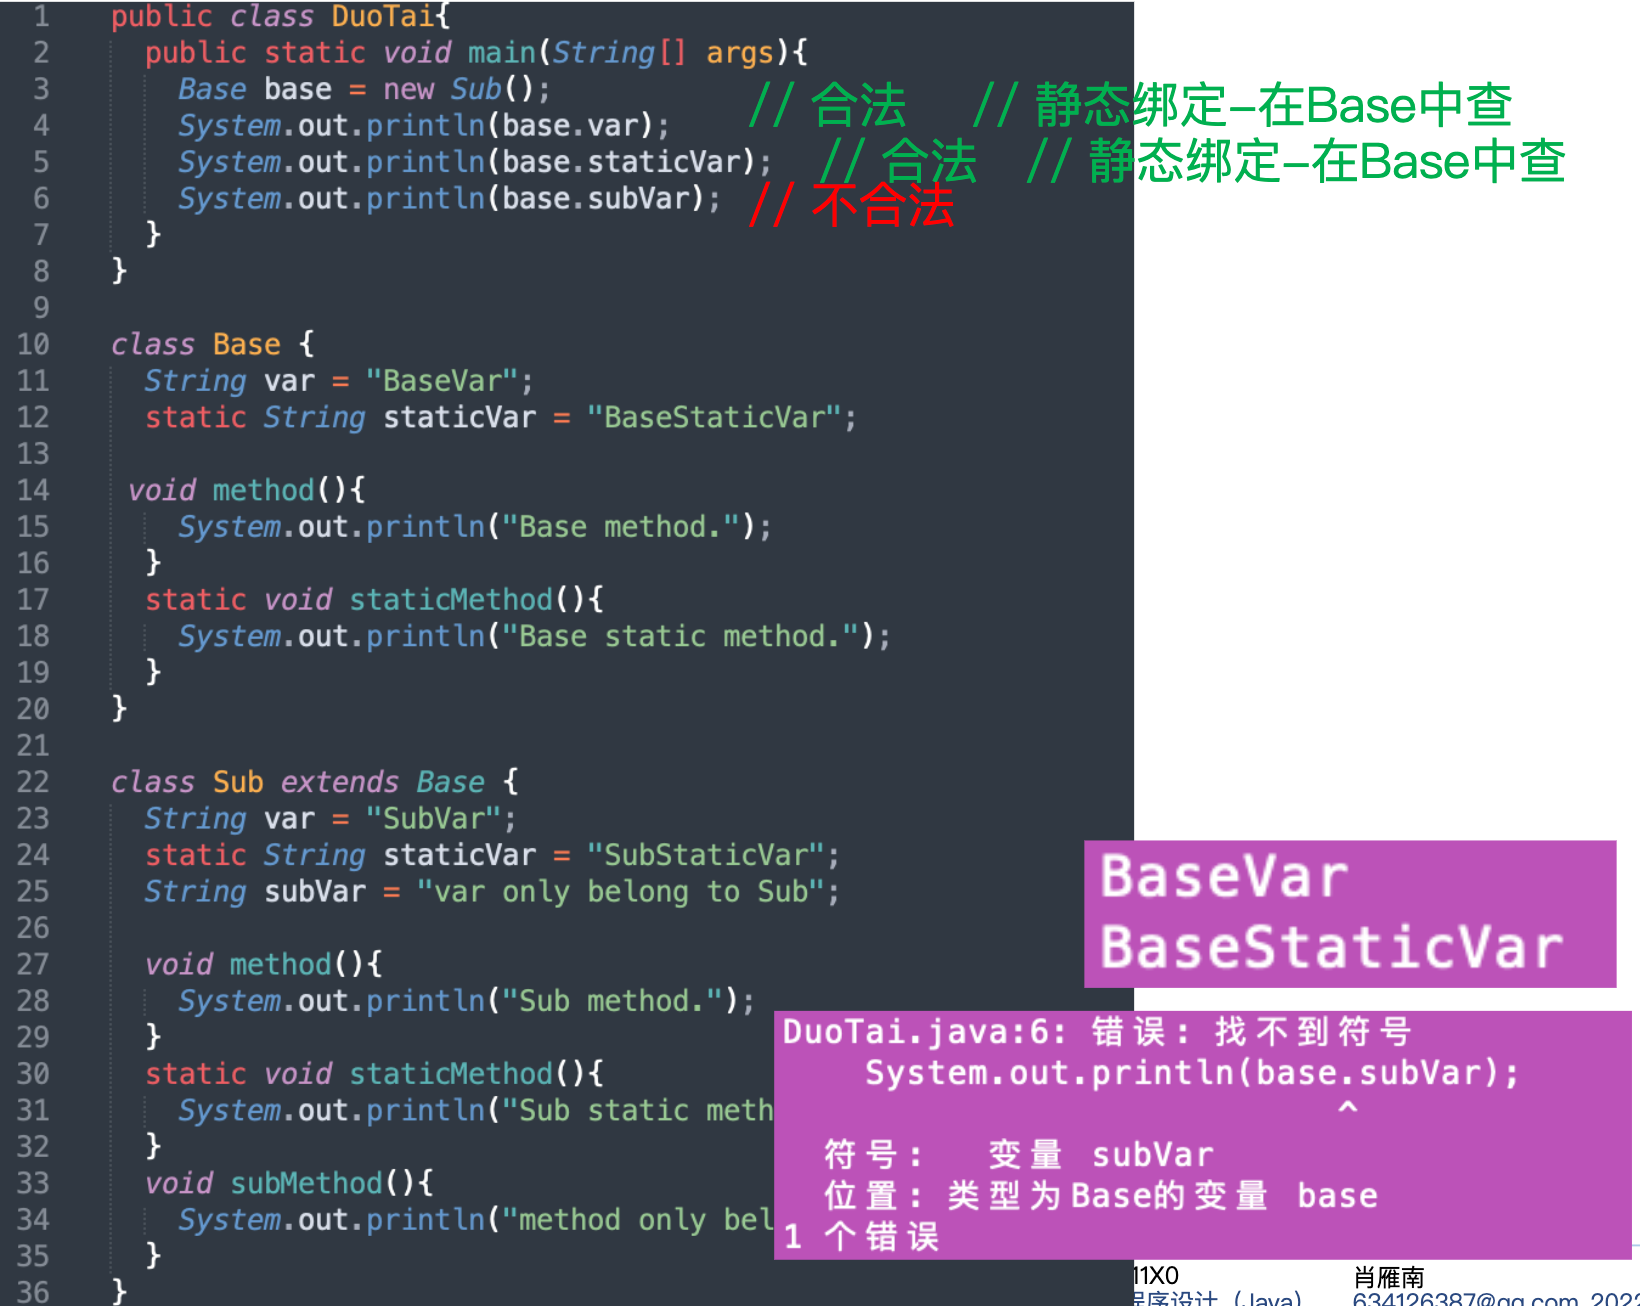 1 public class DuoTai{
2 public static void main(String[] args){
3 Base base = new Sub();
4 System.out.println(base.var); // 合法 // 静态绑定-在Base中查
5 System.out.println(base.staticVar); // 合法 // 静态绑定-在Base中查
6 System.out.println(base.subVar); // 不合法
7 }
8 }
9
10 class Base {
11 String var = "BaseVar";
12 static String staticVar = "BaseStaticVar";
13
14 void method(){
15 System.out.println("Base method.");
16 }
17 static void staticMethod(){
18 System.out.println("Base static method.");
19 }
20 }
21
22 class Sub extends Base {
23 String var = "SubVar";
24 static String staticVar = "SubStaticVar";
25 String subVar = "var only belong to Sub";
26
27 void method(){
28 System.out.println("Sub method.");
29 }
30 static void staticMethod(){
31 System.out.println("Sub static meth
32 }
33 void subMethod(){
34 System.out.println("method only bel
35 }
36 }
BaseVar
BaseStaticVar
DuoTai.java:6: 错误: 找不到符号
System.out.println(base.subVar);
^
符号: 变量 subVar
位置: 类型为Base的变量 base
1 个错误
11X0 肖雁南
程序设计（Java） 634126387@qq.com 2022